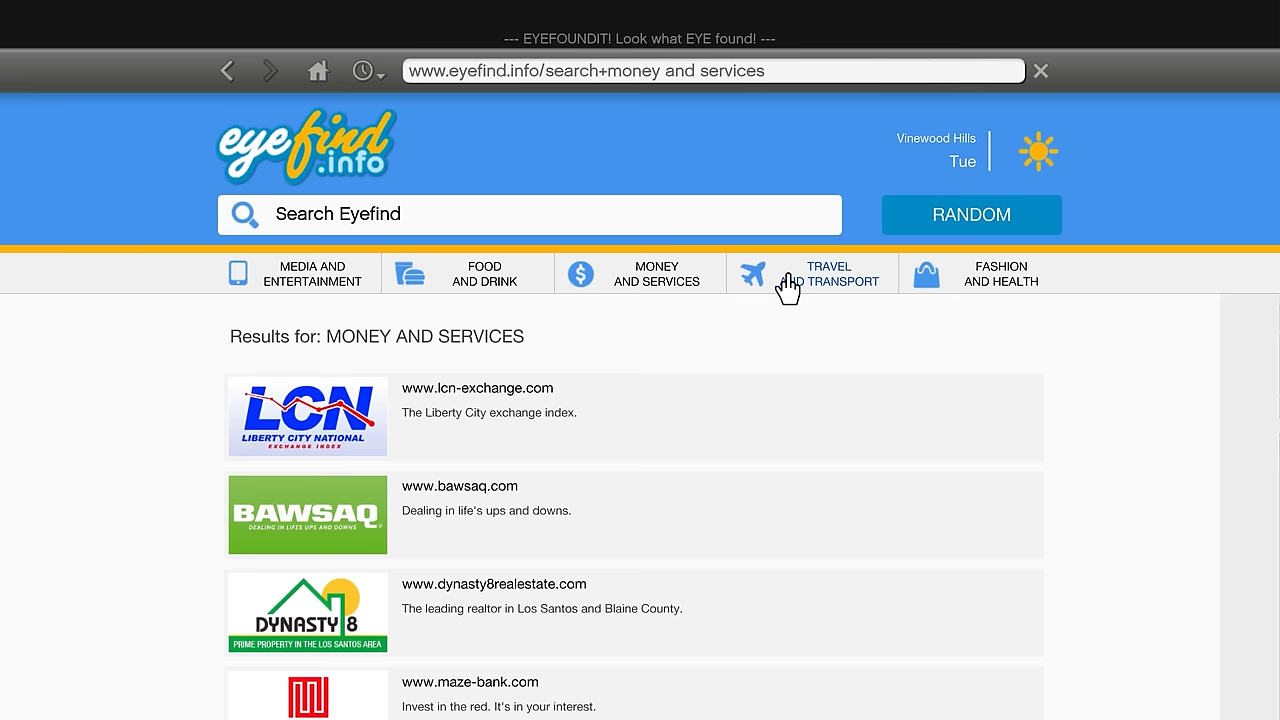 --- EYEFOUNDIT! Look what EYE found! ---
www.eyefind.info/search+money and services
eyefind
.info
Vinewood Hills
Tue
Search Eyefind
RANDOM
MEDIA AND
ENTERTAINMENT
FOOD
AND DRINK
MONEY
AND SERVICES
TRAVEL
AND TRANSPORT
FASHION
AND HEALTH
Results for: MONEY AND SERVICES
LCN
LIBERTY CITY NATIONAL
EXCHANGE INDEX
www.lcn-exchange.com
The Liberty City exchange index.
BAWSAQ
DEALING IN LIFES UPS AND DOWNS
www.bawsaq.com
Dealing in life's ups and downs.
DYNASTY 8
PRIME PROPERTY IN THE LOS SANTOS AREA
www.dynasty8realestate.com
The leading realtor in Los Santos and Blaine County.
www.maze-bank.com
Invest in the red. It's in your interest.